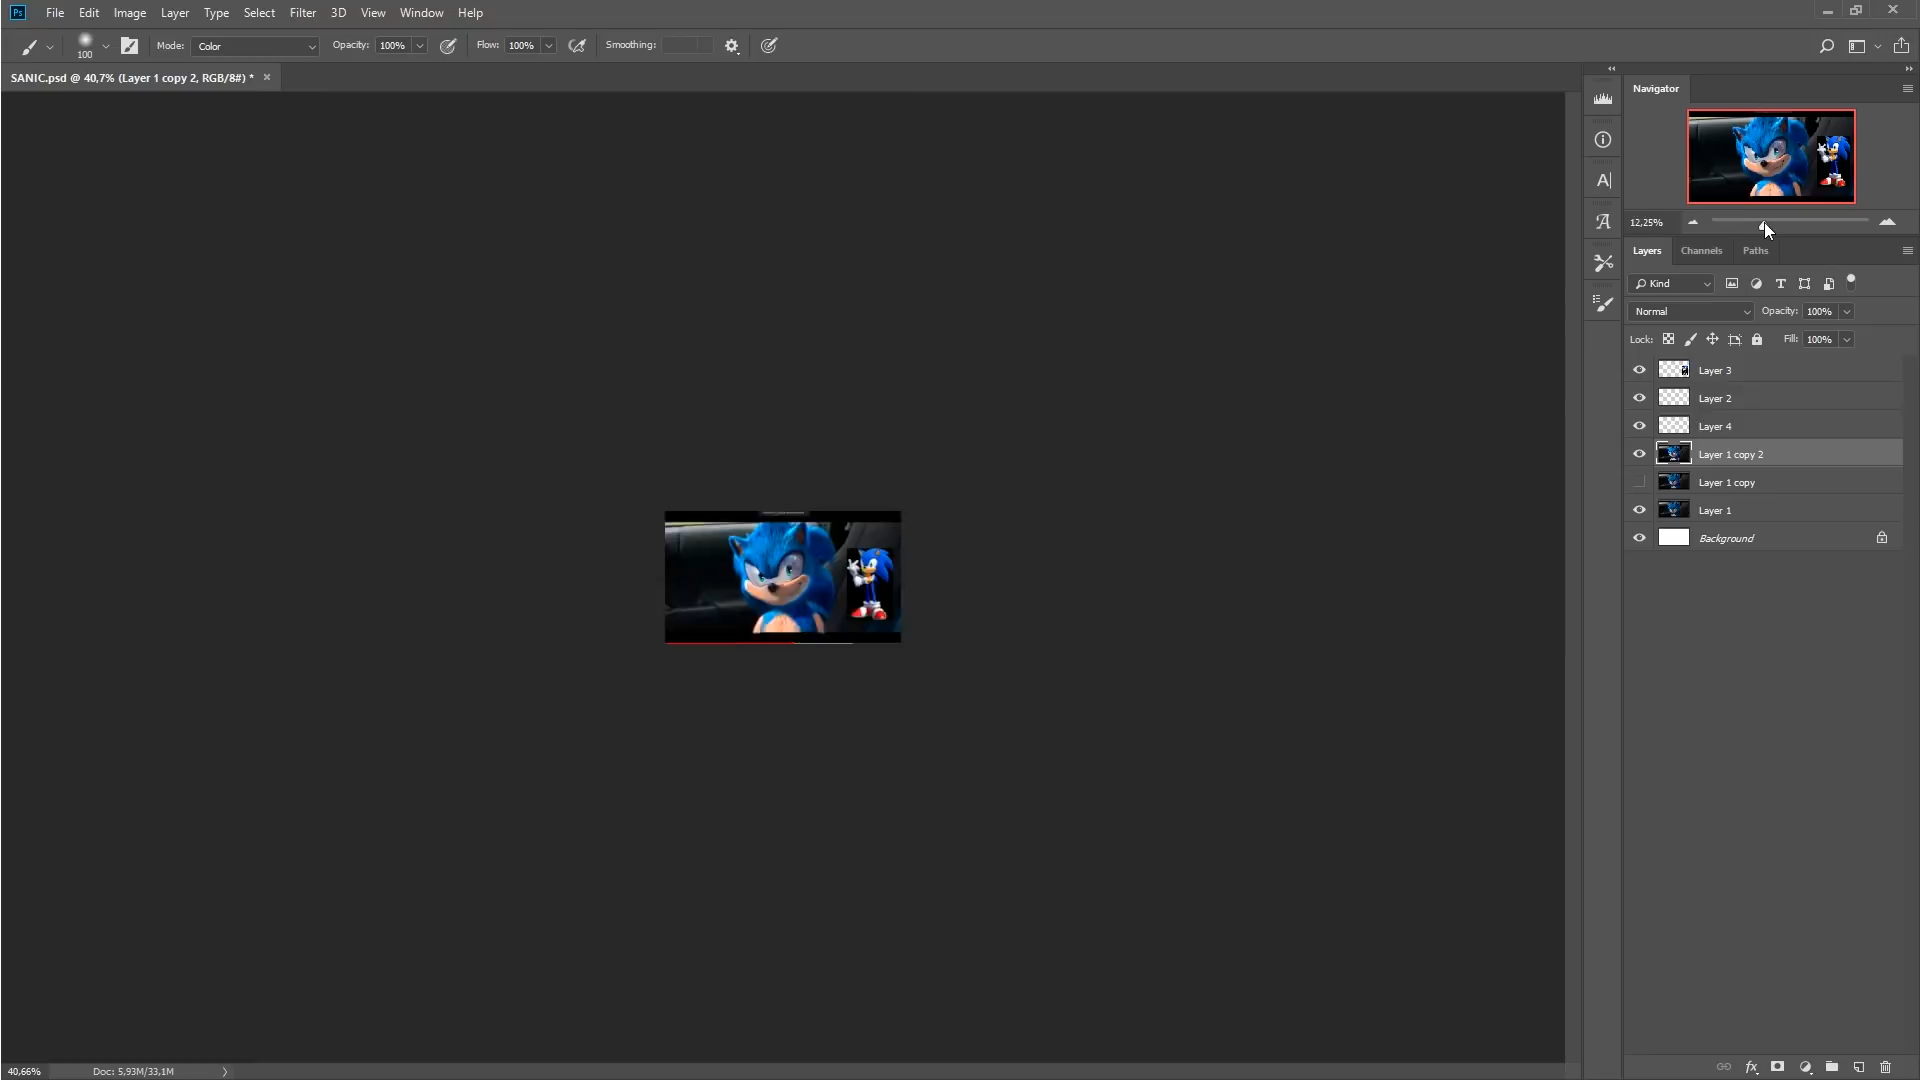 Ps File Edit Image Layer Type Select Filter 3D View Window Help
100 Mode: Color Opacity: 100% Flow: 100% Smoothing:
SANIC.psd @ 40,7% (Layer 1 copy 2, RGB/8#) * ×
Navigator
12,25%
Layers Channels Paths
Kind
Normal Opacity: 100%
Lock: Fill: 100%
Layer 3
Layer 2
Layer 4
Layer 1 copy 2
Layer 1 copy
Layer 1
Background
fx
40,66% Doc: 5,93M/33,1M